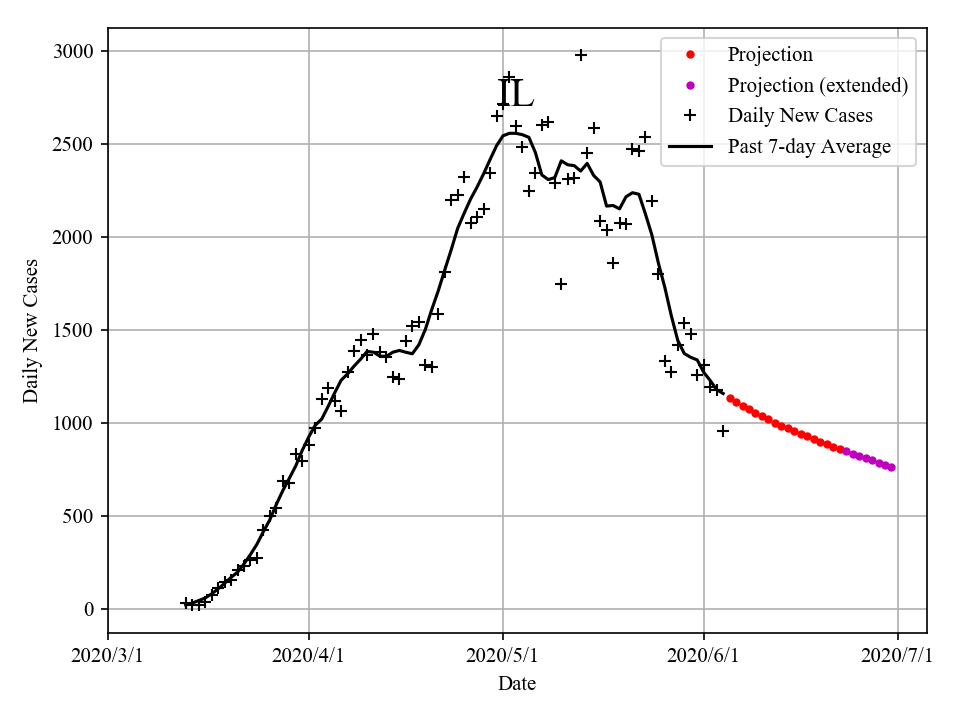 IL
Projection
Projection (extended)
Daily New Cases
Past 7-day Average
3000
2500
2000
1500
1000
500
0
Daily New Cases
2020/3/1
2020/4/1
2020/5/1
2020/6/1
2020/7/1
Date